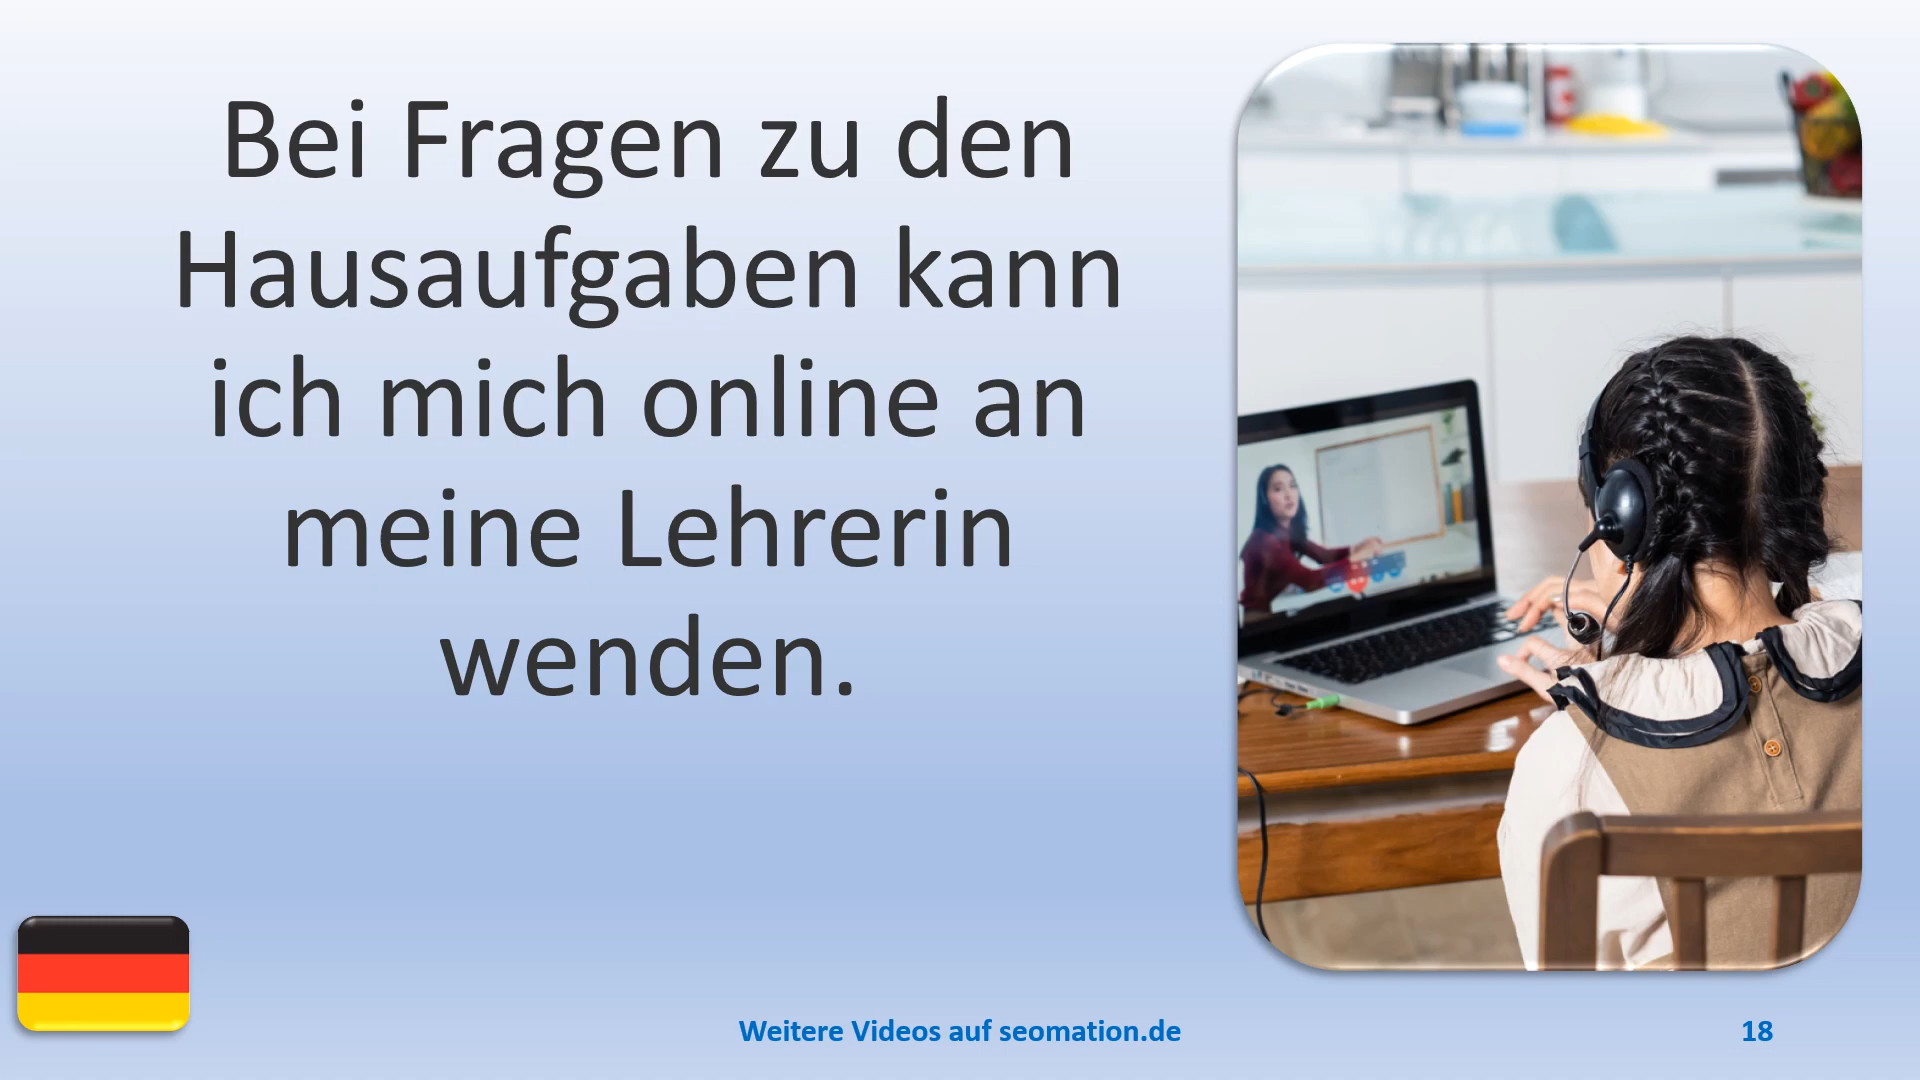 Bei Fragen zu den
Hausaufgaben kann
ich mich online an
meine Lehrerin
wenden.
Weitere Videos auf seomation.de
18